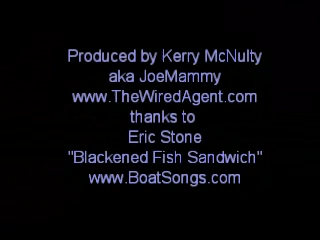 Produced by Kerry McNulty
aka JoeMammy
www.TheWiredAgent.com
thanks to
Eric Stone
"Blackened Fish Sandwich"
www.BoatSongs.com